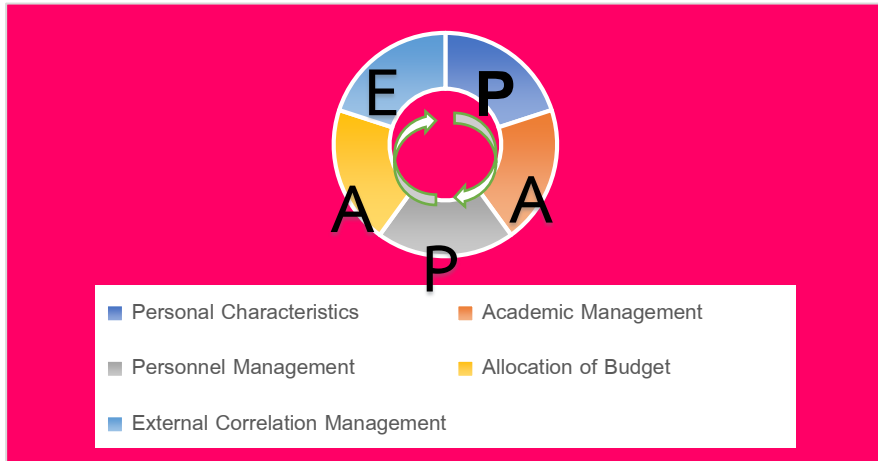 E P
A A
P
Personal Characteristics Academic Management
Personnel Management Allocation of Budget
External Correlation Management